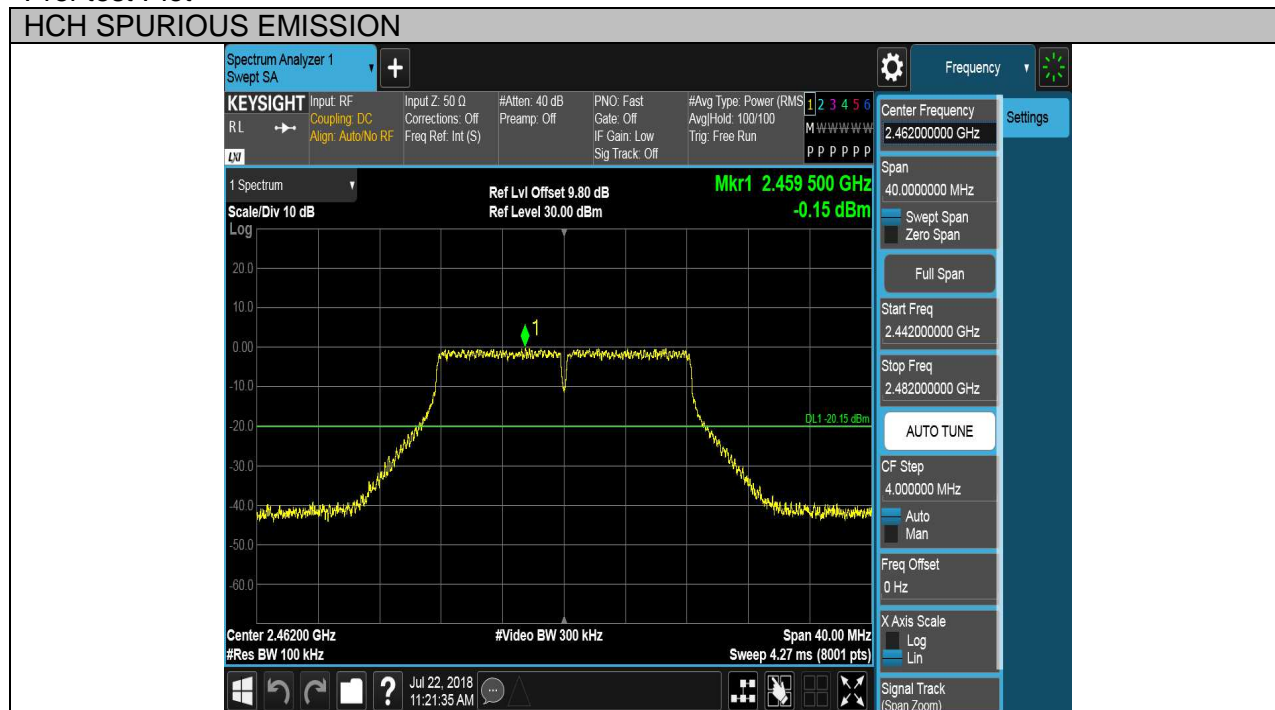 HCH SPURIOUS EMISSION
Spectrum Analyzer 1
Swept SA
+
Frequency
KEYSIGHT
RL
LXI
Input: RF
Coupling: DC
Align: Auto/No RF
Input Z: 50 Ω
Corrections: Off
Freq Ref: Int (S)
#Atten: 40 dB
Preamp: Off
PNO: Fast
Gate: Off
IF Gain: Low
Sig Track: Off
#Avg Type: Power (RMS
Avg|Hold: 100/100
Trig: Free Run
1 2 3 4 5 6
M W W W W W
P P P P P P
Center Frequency
2.462000000 GHz
Settings
Span
40.0000000 MHz
Swept Span
Zero Span
Full Span
Start Freq
2.442000000 GHz
Stop Freq
2.482000000 GHz
AUTO TUNE
CF Step
4.000000 MHz
Auto
Man
Freq Offset
0 Hz
X Axis Scale
Log
Lin
Signal Track
(Span Zoom)
1 Spectrum
Scale/Div 10 dB
Log
Ref Lvl Offset 9.80 dB
Ref Level 30.00 dBm
Mkr1 2.459 500 GHz
-0.15 dBm
20.0
10.0
1
0.00
-10.0
DL1 -20.15 dBm
-20.0
-30.0
-40.0
-50.0
-60.0
Center 2.46200 GHz
#Res BW 100 kHz
#Video BW 300 kHz
Span 40.00 MHz
Sweep 4.27 ms (8001 pts)
?
Jul 22, 2018
11:21:35 AM